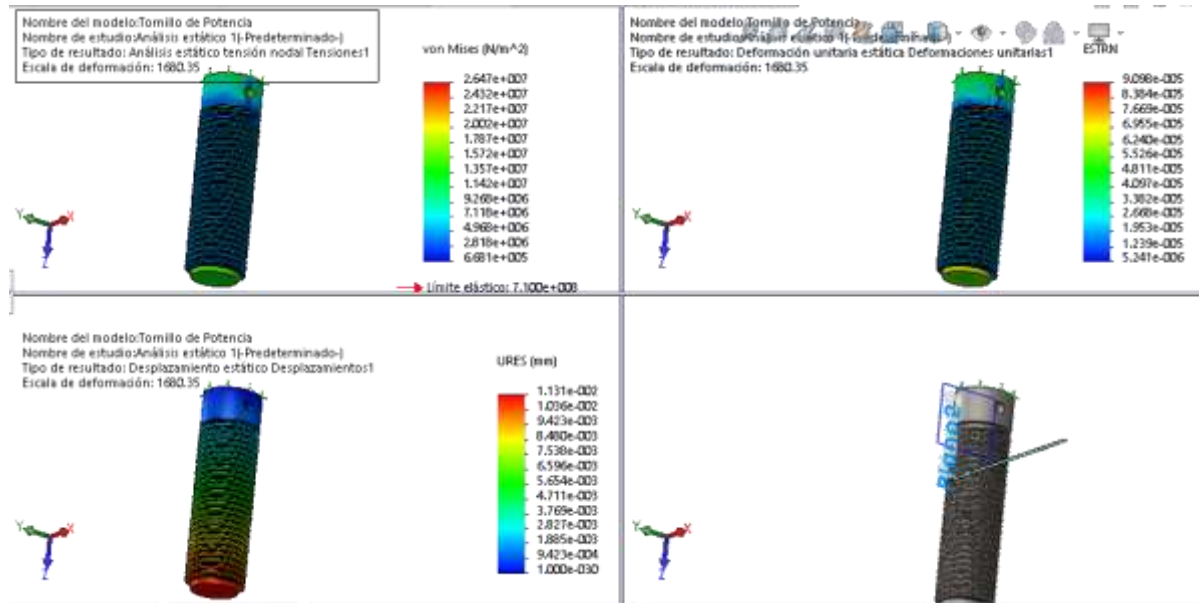 Nombre del modelo:Tornillo de Potencia
Nombre de estudio:Análisis estático 1(-Predeterminado-)
Tipo de resultado: Análisis estático tensión nodal Tensiones1
Escala de deformación: 1680.35
von Mises (N/m^2)
2.647e+007
2.432e+007
2.217e+007
2.002e+007
1.787e+007
1.572e+007
1.357e+007
1.142e+007
9.268e+006
7.118e+006
4.968e+006
2.818e+006
6.681e+005
Límite elástico: 7.100e+008
Y
X
Z
Nombre del modelo:Tornillo de Potencia
Nombre de estudio:Análisis estático 1(-Predeterminado-)
Tipo de resultado: Deformación unitaria estática Deformaciones unitarias1
Escala de deformación: 1680.35
ESTRN
9.098e-005
8.384e-005
7.669e-005
6.955e-005
6.240e-005
5.526e-005
4.811e-005
4.097e-005
3.382e-005
2.668e-005
1.953e-005
1.239e-005
5.241e-006
Y
X
Z
Nombre del modelo:Tornillo de Potencia
Nombre de estudio:Análisis estático 1(-Predeterminado-)
Tipo de resultado: Desplazamiento estático Desplazamientos1
Escala de deformación: 1680.35
URES (mm)
1.131e-002
1.036e-002
9.423e-003
8.480e-003
7.538e-003
6.596e-003
5.654e-003
4.711e-003
3.769e-003
2.827e-003
1.885e-003
9.423e-004
1.000e-030
Y
X
Z
Plano2
Y
X
Z